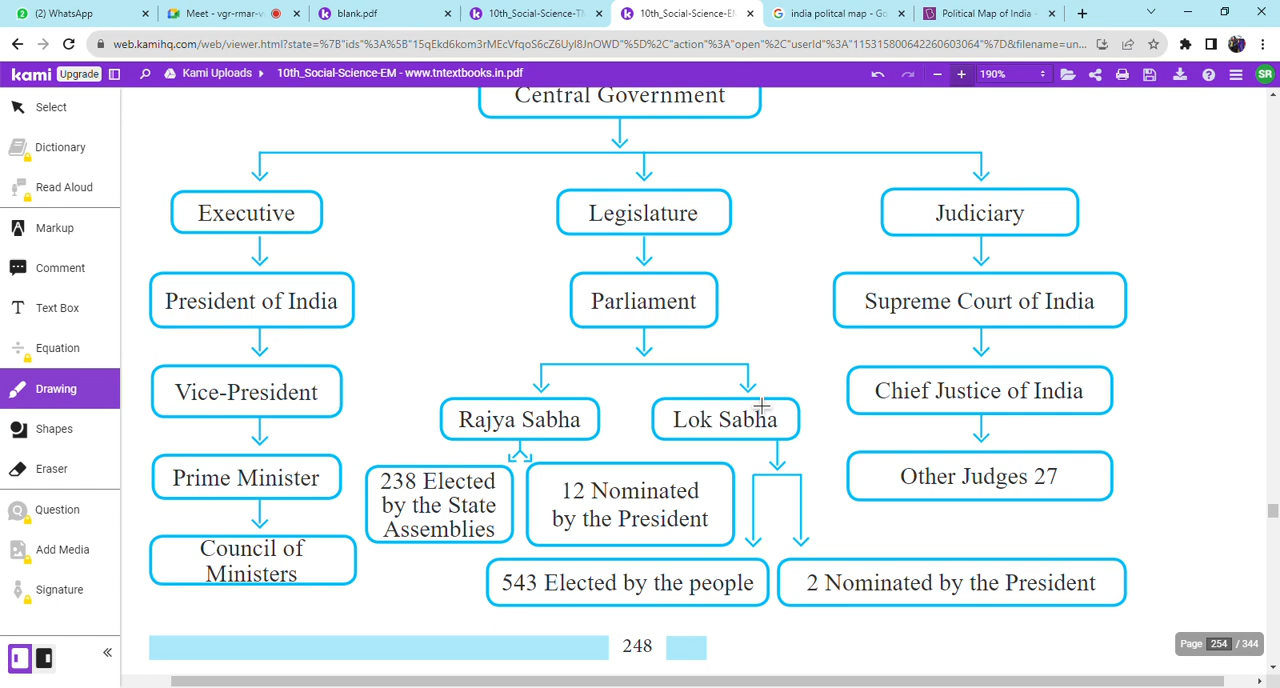 (2) WhatsApp
Meet - vgr-rmar-v
blank.pdf
10th_Social-Science-T
10th_Social-Science-E
india politcal map - Go
Political Map of India -
web.kamihq.com/web/viewer.html?state=%7B"ids"%3A%5B"15qEkd6kom3rMEcVfqoS6cZ6UyI8JnOWD"%5D%2C"action"%3A"open"%2C"userId"%3A"115315800642260603064"%7D&filename=un...
kami Upgrade Kami Uploads 10th_Social-Science-EM - www.tntextbooks.in.pdf 190% SR
Select
Dictionary
Read Aloud
Markup
Comment
Text Box
Equation
Drawing
Shapes
Eraser
Question
Add Media
Signature
Central Government
Executive
Legislature
Judiciary
President of India
Parliament
Supreme Court of India
Vice-President
Rajya Sabha
Lok Sabha
Chief Justice of India
Prime Minister
238 Elected
by the State
Assemblies
12 Nominated
by the President
Other Judges 27
Council of
Ministers
543 Elected by the people
2 Nominated by the President
248
Page 254 / 344